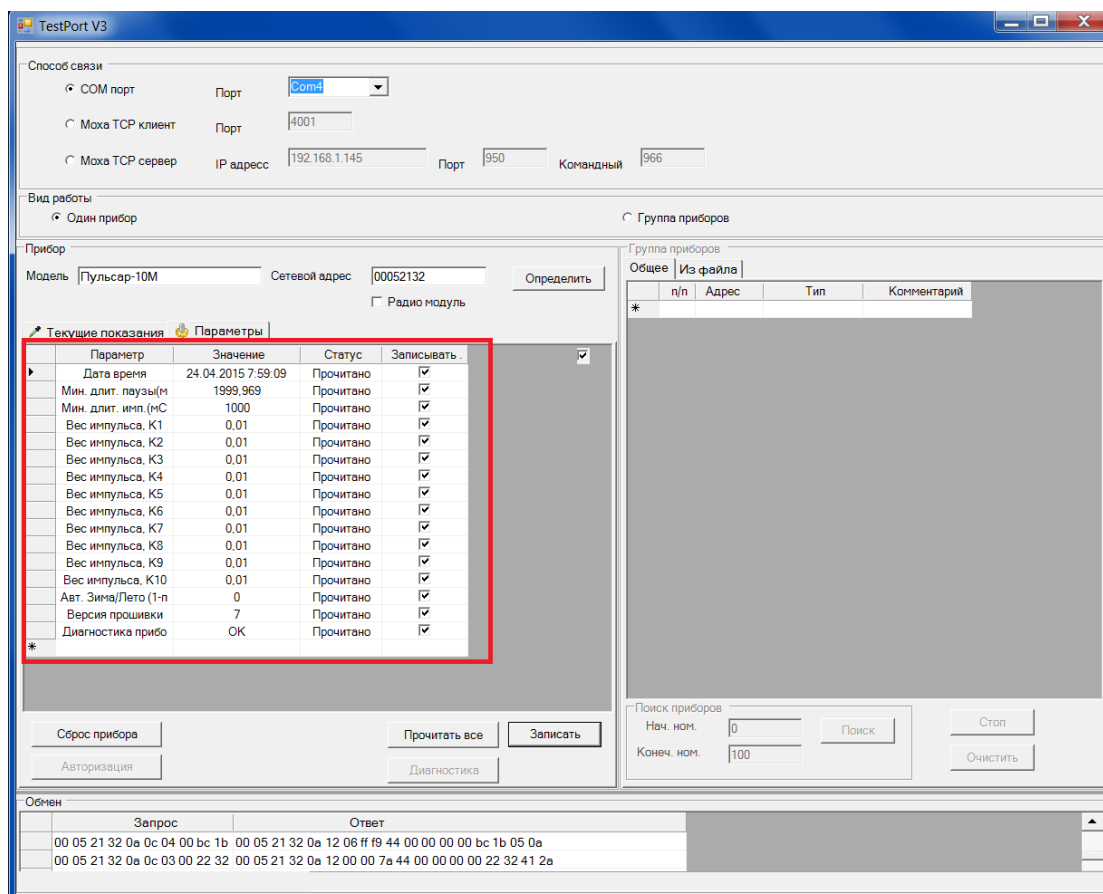 TestPort V3
Способ связи
COM порт Порт Com4
Moxa TCP клиент Порт 4001
Moxa TCP сервер IP адресс 192.168.1.145 Порт 950 Командный 966
Вид работы
Один прибор Группа приборов
Прибор
Модель Пульсар-10М Сетевой адрес 00052132 Определить
Радио модуль
Текущие показания Параметры
Параметр Значение Статус Записывать .
Дата время 24.04.2015 7:59:09 Прочитано
Мин. длит. паузы(м 1999,969 Прочитано
Мин. длит. имп.(мС 1000 Прочитано
Вес импульса, К1 0,01 Прочитано
Вес импульса, К2 0,01 Прочитано
Вес импульса, К3 0,01 Прочитано
Вес импульса, К4 0,01 Прочитано
Вес импульса, К5 0,01 Прочитано
Вес импульса, К6 0,01 Прочитано
Вес импульса, К7 0,01 Прочитано
Вес импульса, К8 0,01 Прочитано
Вес импульса, К9 0,01 Прочитано
Вес импульса, К10 0,01 Прочитано
Авт. Зима/Лето (1-п 0 Прочитано
Версия прошивки 7 Прочитано
Диагностика прибо OK Прочитано
Сброс прибора Прочитать все Записать
Авторизация Диагностика
Группа приборов
Общее Из файла
n/n Адрес Тип Комментарий
Поиск приборов
Нач. ном. 0 Поиск Стоп
Конеч. ном. 100 Очистить
Обмен
Запрос Ответ
00 05 21 32 0a 0c 04 00 bc 1b 00 05 21 32 0a 12 06 ff f9 44 00 00 00 00 bc 1b 05 0a
00 05 21 32 0a 0c 03 00 22 32 00 05 21 32 0a 12 00 00 7a 44 00 00 00 00 22 32 41 2a